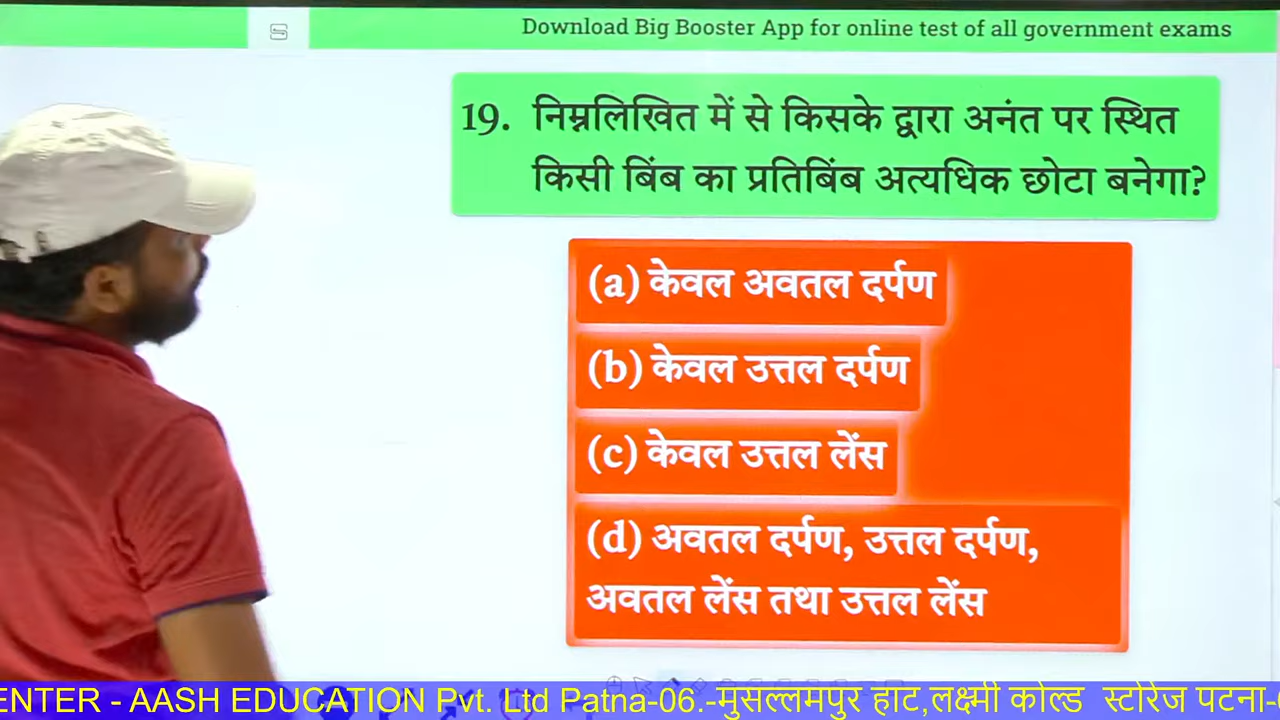 Download Big Booster App for online test of all government exams
19. निम्नलिखित में से किसके द्वारा अनंत पर स्थित
किसी बिंब का प्रतिबिंब अत्यधिक छोटा बनेगा?
(a) केवल अवतल दर्पण
(b) केवल उत्तल दर्पण
(c) केवल उत्तल लेंस
(d) अवतल दर्पण, उत्तल दर्पण,
अवतल लेंस तथा उत्तल लेंस
ENTER - AASH EDUCATION Pvt. Ltd Patna-06.-मुसल्लमपुर हाट,लक्ष्मी कोल्ड स्टोरेज पटना-